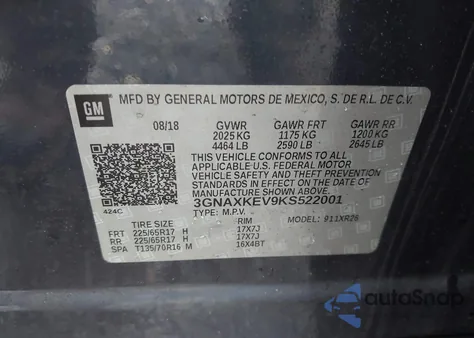 GM
MFD BY GENERAL MOTORS DE MEXICO, S. DE R.L. DE C.V.
08/18 GVWR GAWR FRT GAWR RR
2025 KG 1175 KG 1200 KG
4464 LB 2590 LB 2645 LB
THIS VEHICLE CONFORMS TO ALL
APPLICABLE U.S. FEDERAL MOTOR
VEHICLE SAFETY AND THEFT PREVENTION
STANDARDS IN EFFECT ON THE DATE OF
MANUFACTURE SHOWN ABOVE.
3GNAXKEV9KS522001
424C TYPE: M.P.V. MODEL: 911XR26
TIRE SIZE RIM
FRT 225/65R17 H 17X7J
RR 225/65R17 H 17X7J
SPA T135/70R16 M 16X4BT
autoSnap